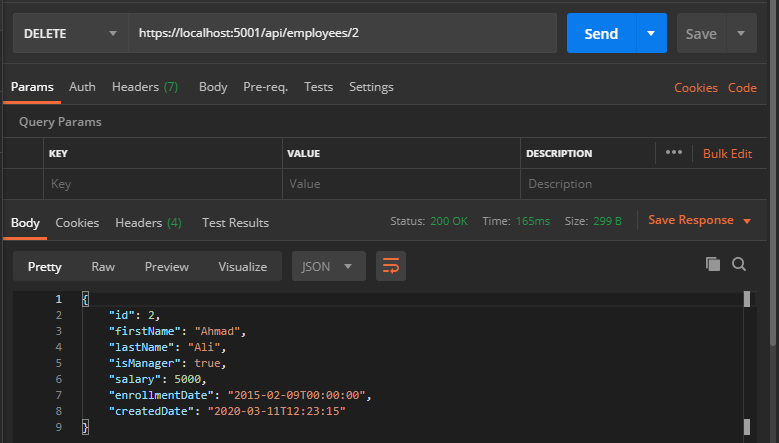 DELETE https://localhost:5001/api/employees/2 Send Save
Params Auth Headers (7) Body Pre-req. Tests Settings Cookies Code
Query Params
KEY VALUE DESCRIPTION ••• Bulk Edit
Key Value Description
Body Cookies Headers (4) Test Results Status: 200 OK Time: 165ms Size: 299 B Save Response
Pretty Raw Preview Visualize JSON
1 {
2 "id": 2,
3 "firstName": "Ahmad",
4 "lastName": "Ali",
5 "isManager": true,
6 "salary": 5000,
7 "enrollmentDate": "2015-02-09T00:00:00",
8 "createdDate": "2020-03-11T12:23:15"
9 }